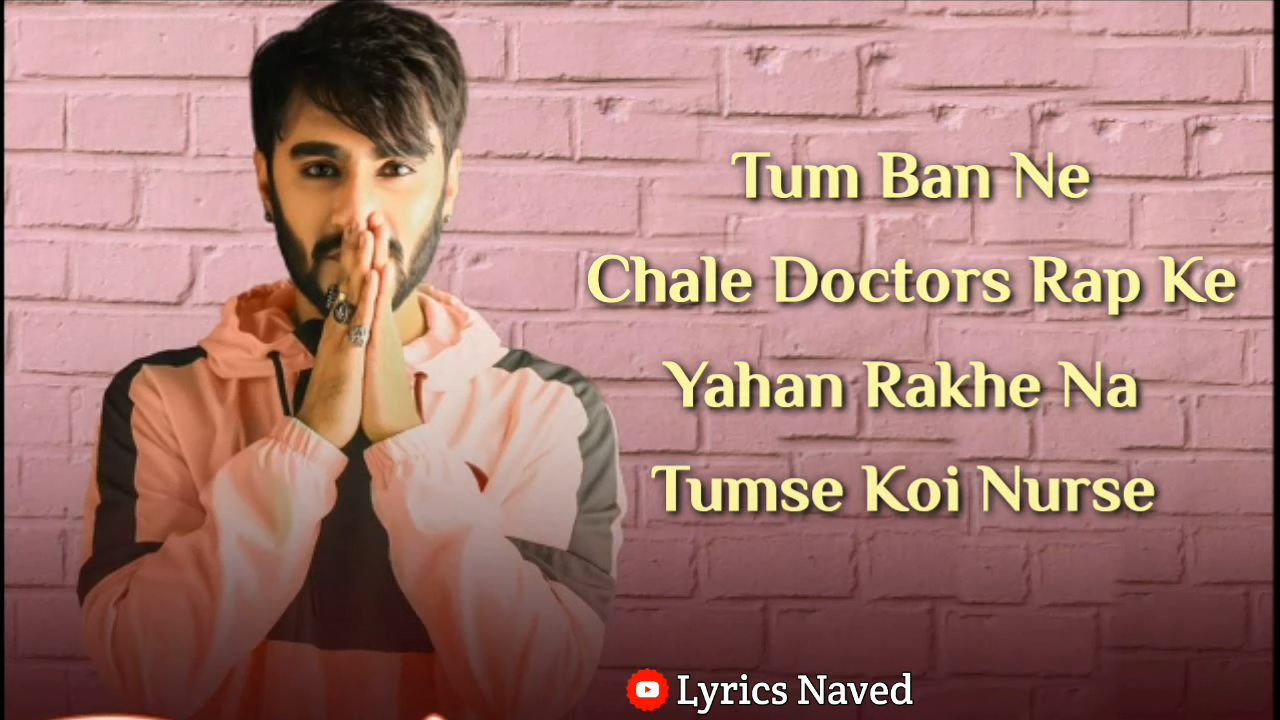 Tum Ban Ne
Chale Doctors Rap Ke
Yahan Rakhe Na
Tumse Koi Nurse
Lyrics Naved